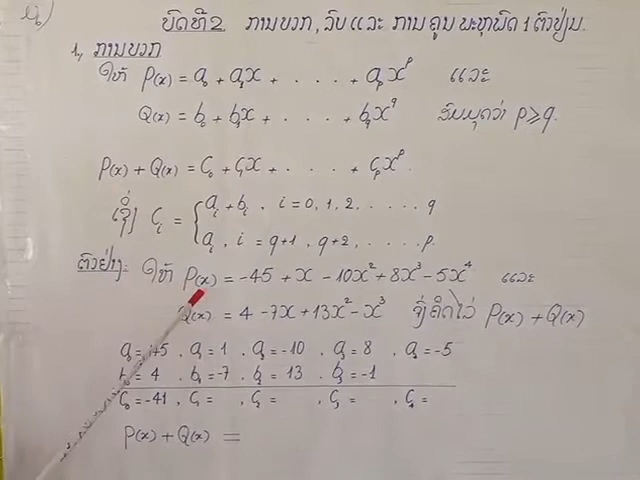 ບົດທີ 2 ການບວກ, ລົບ ແລະ ການຄູນ ພະຫຸພົດ 1 ຕົວປ່ຽນ.
1, ການບວກ
ໃຫ້ P(x) = a₀ + a₁x + . . . . + aₚxᵖ ແລະ
Q(x) = b₀ + b₁x + . . . . + b_q x^q ສົມມຸດວ່າ p ⩾ q.
P(x) + Q(x) = C₀ + C₁x + . . . . + Cₚxᵖ.
ເຊິ່ງ Cᵢ = { aᵢ + bᵢ . i = 0, 1, 2, . . . . . q
aᵢ . i = q+1, q+2, . . . . . p.
ຕົວຢ່າງ: ໃຫ້ P(x) = -45 + x - 10x² + 8x³ - 5x⁴ ແລະ
Q(x) = 4 - 7x + 13x² - x³ ຈົ່ງຄິດໄລ່ P(x) + Q(x)
a₀ = -45 . a₁ = 1 . a₂ = -10 . a₃ = 8 . a₄ = -5
b₀ = 4 . b₁ = -7 . b₂ = 13 . b₃ = -1
C₀ = -41 . C₁ = . C₂ = . C₃ = . C₄ =
P(x) + Q(x) =